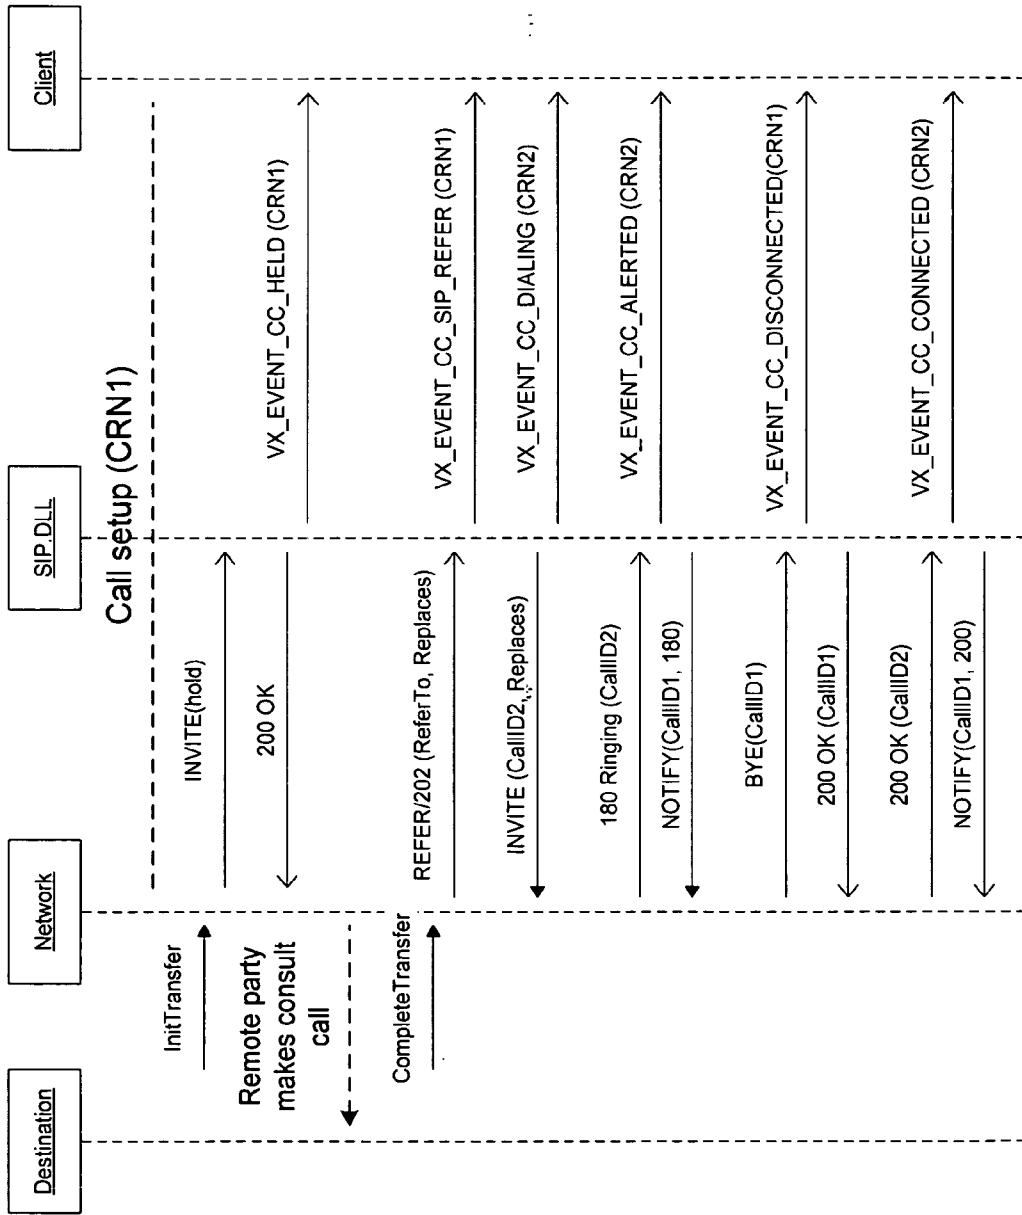 Destination
Network
SIP.DLL
Client
Call setup (CRN1)
InitTransfer
INVITE(hold)
Remote party
makes consult
call
200 OK
VX_EVENT_CC_HELD (CRN1)
CompleteTransfer
REFER/202 (ReferTo, Replaces)
VX_EVENT_CC_SIP_REFER (CRN1)
INVITE (CallID2, Replaces)
VX_EVENT_CC_DIALING (CRN2)
180 Ringing (CallID2)
VX_EVENT_CC_ALERTED (CRN2)
NOTIFY(CallID1, 180)
BYE(CallID1)
VX_EVENT_CC_DISCONNECTED(CRN1)
200 OK (CallID1)
200 OK (CallID2)
VX_EVENT_CC_CONNECTED (CRN2)
NOTIFY(CallID1, 200)